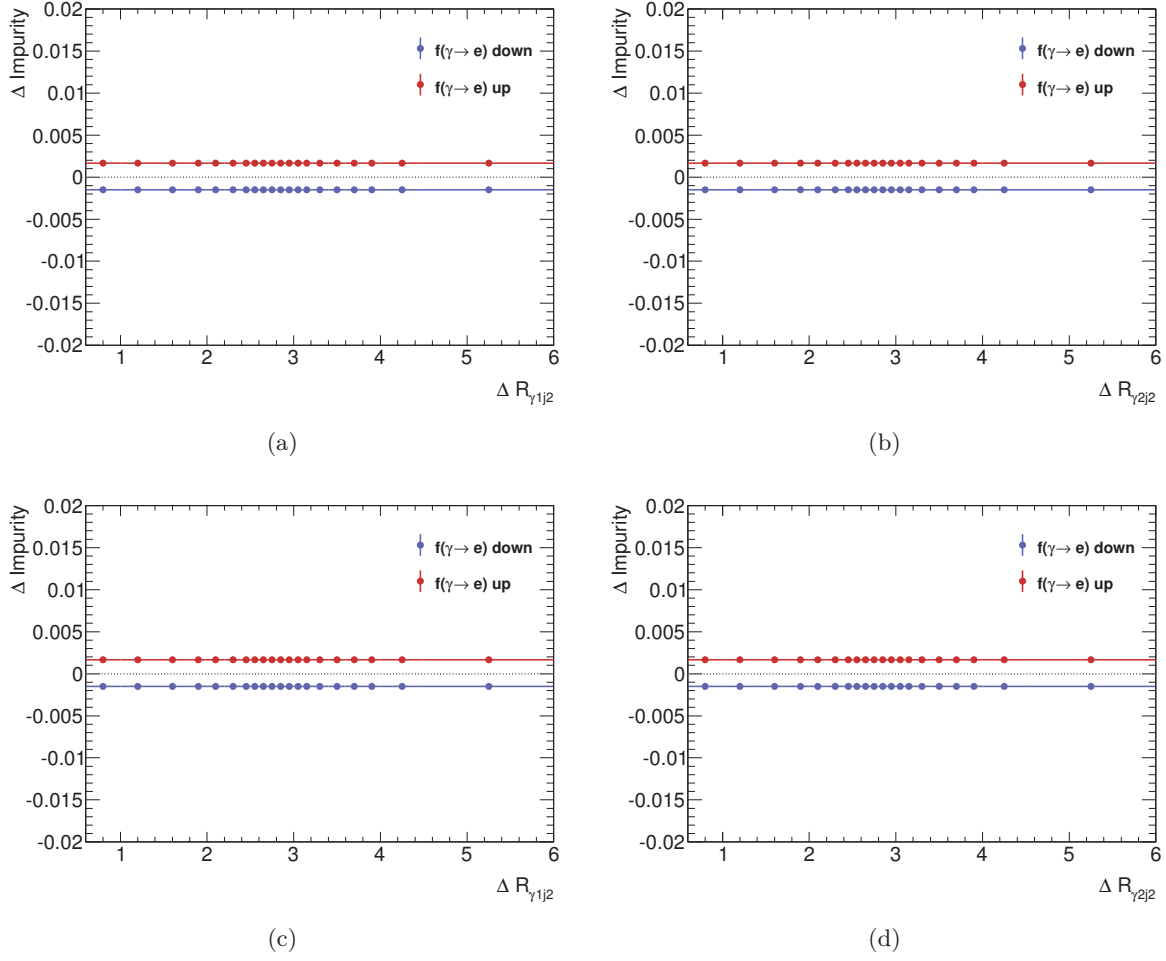 Δ Impurity
0.02
0.015
0.01
0.005
0
-0.005
-0.01
-0.015
-0.02
f(γ→ e) down
f(γ→ e) up
1 2 3 4 5 6
Δ R γ1j2
(a)
Δ Impurity
0.02
0.015
0.01
0.005
0
-0.005
-0.01
-0.015
-0.02
f(γ→ e) down
f(γ→ e) up
1 2 3 4 5 6
Δ R γ2j2
(b)
Δ Impurity
0.02
0.015
0.01
0.005
0
-0.005
-0.01
-0.015
-0.02
f(γ→ e) down
f(γ→ e) up
1 2 3 4 5 6
Δ R γ1j2
(c)
Δ Impurity
0.02
0.015
0.01
0.005
0
-0.005
-0.01
-0.015
-0.02
f(γ→ e) down
f(γ→ e) up
1 2 3 4 5 6
Δ R γ2j2
(d)